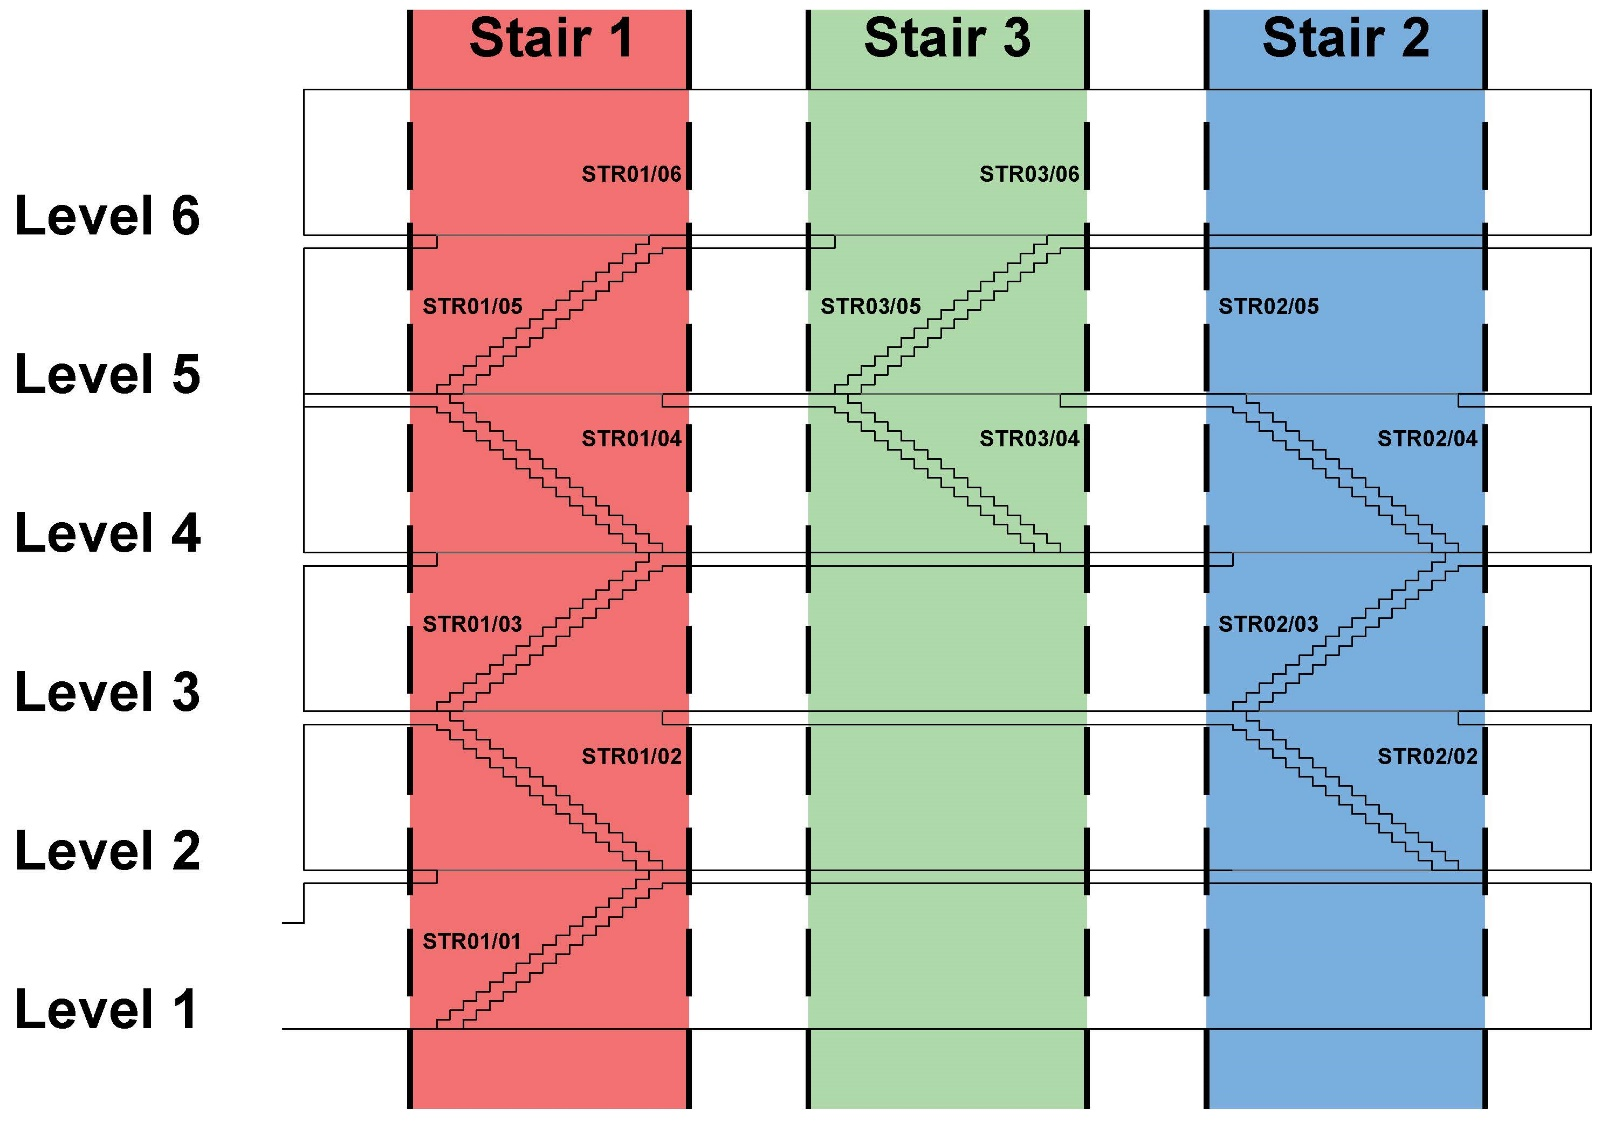 Stair 1
Stair 3
Stair 2
STR01/06
STR03/06
Level 6
STR01/05
STR03/05
STR02/05
Level 5
STR01/04
STR03/04
STR02/04
Level 4
STR01/03
STR02/03
Level 3
STR01/02
STR02/02
Level 2
STR01/01
Level 1